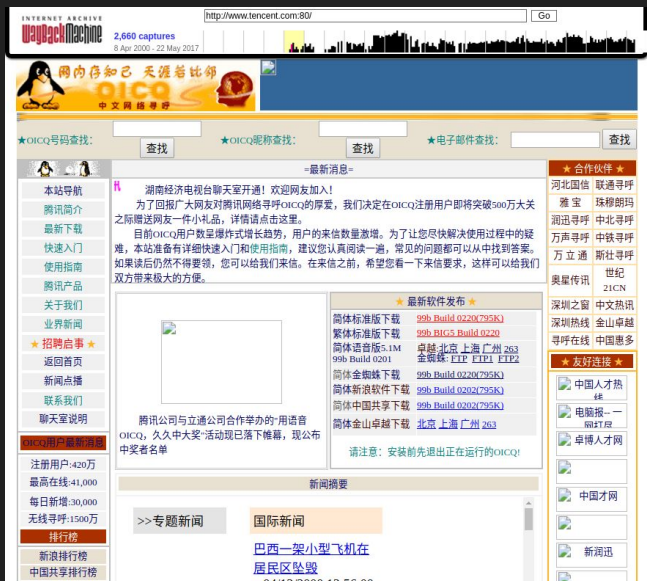 INTERNET ARCHIVE
WayBackMachine
http://www.tencent.com:80/
Go
2,660 captures
8 Apr 2000 - 22 May 2017
网内存知己 天涯若比邻
OICQ
中文网络寻呼
★OICQ号码查找：
查找
★OICQ昵称查找：
查找
★电子邮件查找：
查找
本站导航
腾讯简介
最新下载
快速入门
使用指南
腾讯产品
关于我们
业界新闻
★ 招聘启事 ★
返回首页
新闻点播
联系我们
聊天室说明
OICQ用户最新消息
注册用户:420万
最高在线:41,000
每日新增:30,000
无线寻呼:1500万
排行榜
新浪排行榜
中国共享排行榜
=最新消息=
湖南经济电视台聊天室开通！欢迎网友加入！
为了回报广大网友对腾讯网络寻呼OICQ的厚爱，我们决定在OICQ注册用户即将突破500万大关
之际赠送网友一件小礼品，详情请点击这里。
目前OICQ用户数呈爆炸式增长趋势，用户的来信数量激增。为了让您尽快解决使用过程中的疑
难，本站准备有详细快速入门和使用指南，建议您认真阅读一遍，常见的问题都可以从中找到答案。
如果读后仍然不得要领，您可以给我们来信。在来信之前，希望您看一下来信要求，这样可以给我们
双方带来极大的方便。
腾讯公司与立通公司合作举办的"用语音
OICQ，久久中大奖"活动现已落下帷幕，现公布
中奖者名单
★ 最新软件发布 ★
简体标准版下载 99b Build 0220(795K)
繁体标准版下载 99b BIG5 Build 0220
简体语音版5.1M 卓越:北京 上海 广州 263
99b Build 0201 金蜘蛛: FTP FTP1 FTP2
简体金蜘蛛下载 99b Build 0220(795K)
简体新浪软件下载 99b Build 0202(795K)
简体中国共享下载 99b Build 0202(795K)
简体金山卓越下载 北京 上海 广州 263
请注意：安装前先退出正在运行的OICQ!
新闻摘要
>>专题新闻
国际新闻
巴西一架小型飞机在
居民区坠毁
★ 合作伙伴 ★
河北国信 联通寻呼
雅 宝 珠穆朗玛
润迅寻呼 中北寻呼
万声寻呼 中铁寻呼
万 立 通 斯壮寻呼
奥星传讯 世纪
21CN
深圳之窗 中文热讯
深圳热线 金山卓越
寻呼在线 中国惠多
★ 友好连接 ★
中国人才热
线
电脑报-- 一
网打尽
卓博人才网
中国才网
新润迅